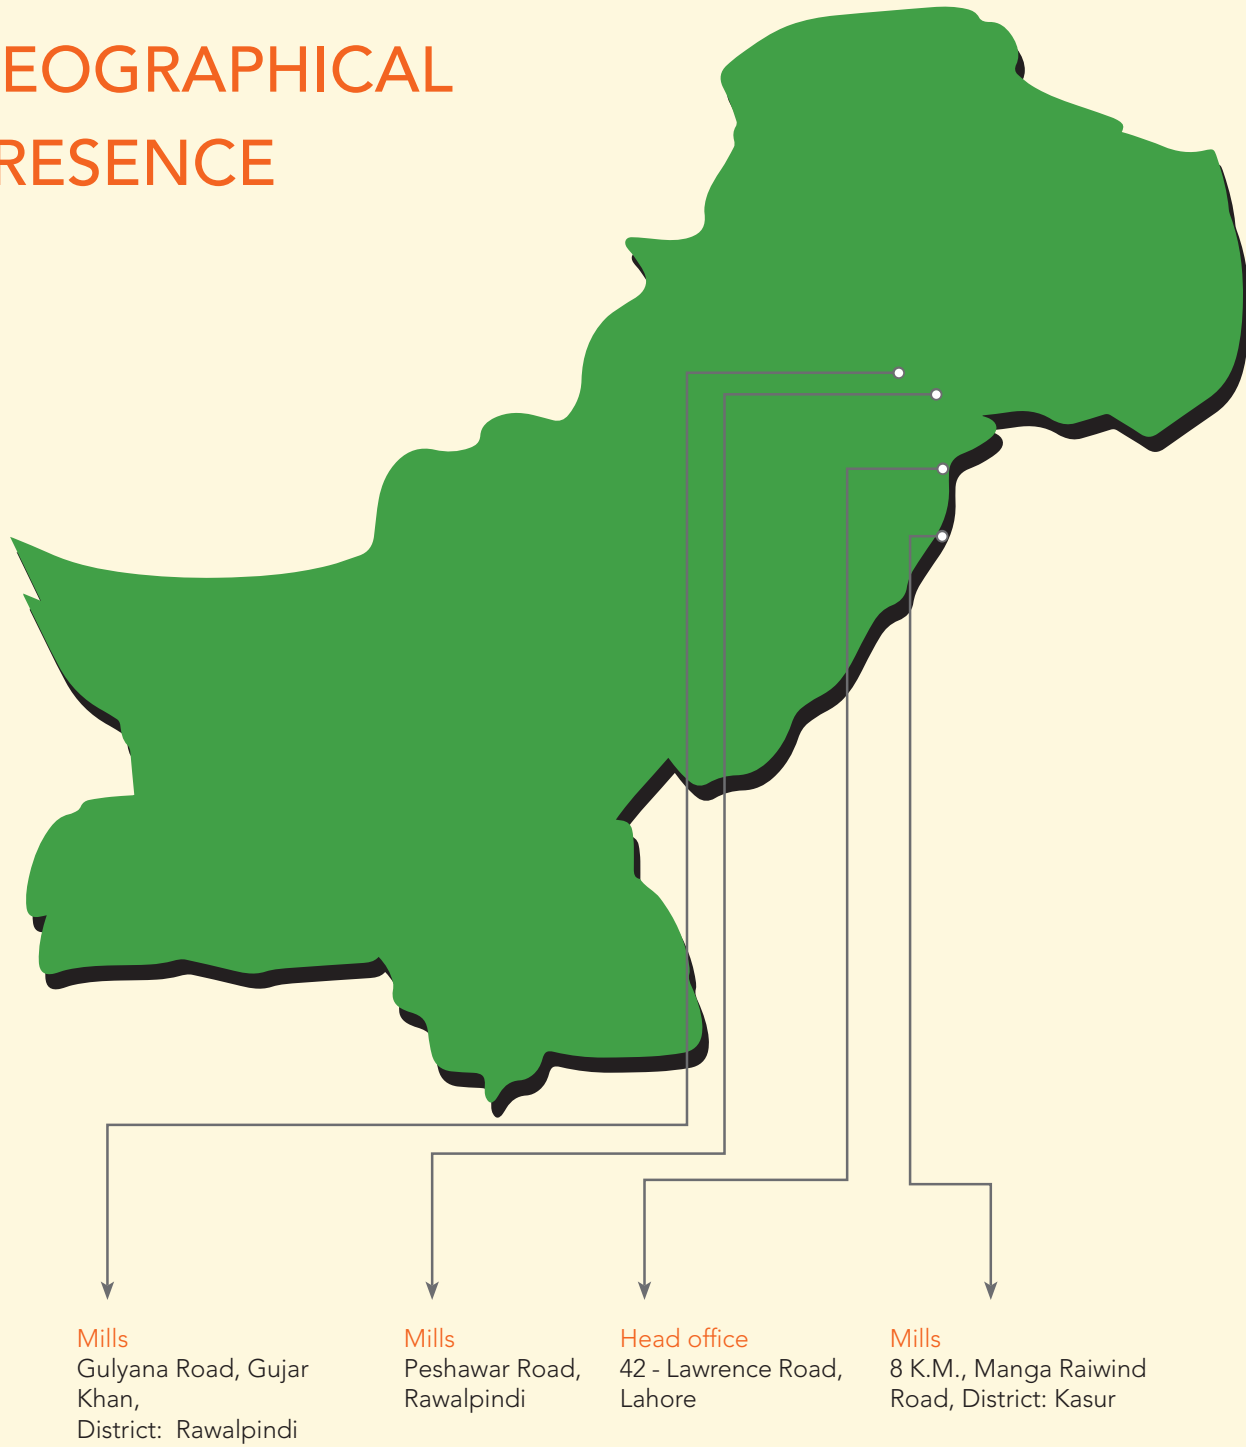 EOGRAPHICAL
RESENCE
Mills
Gulyana Road, Gujar
Khan,
District: Rawalpindi
Mills
Peshawar Road,
Rawalpindi
Head office
42 - Lawrence Road,
Lahore
Mills
8 K.M., Manga Raiwind
Road, District: Kasur